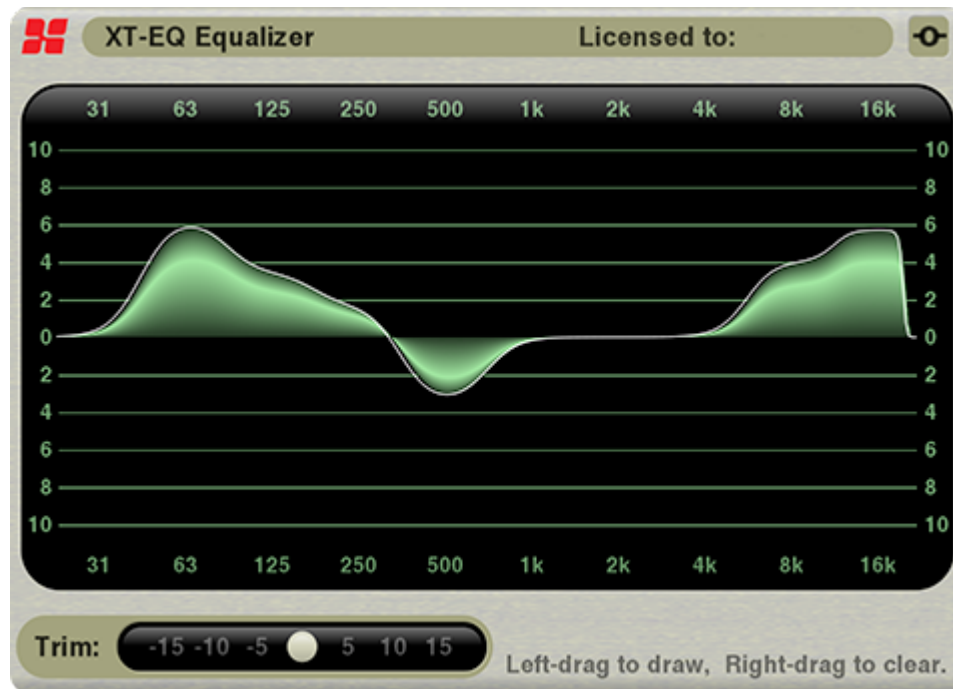 XT-EQ Equalizer Licensed to:
31 63 125 250 500 1k 2k 4k 8k 16k
10 10
8 8
6 6
4 4
2 2
0 0
2 2
4 4
6 6
8 8
10 10
31 63 125 250 500 1k 2k 4k 8k 16k
Trim: -15 -10 -5 5 10 15
Left-drag to draw, Right-drag to clear.